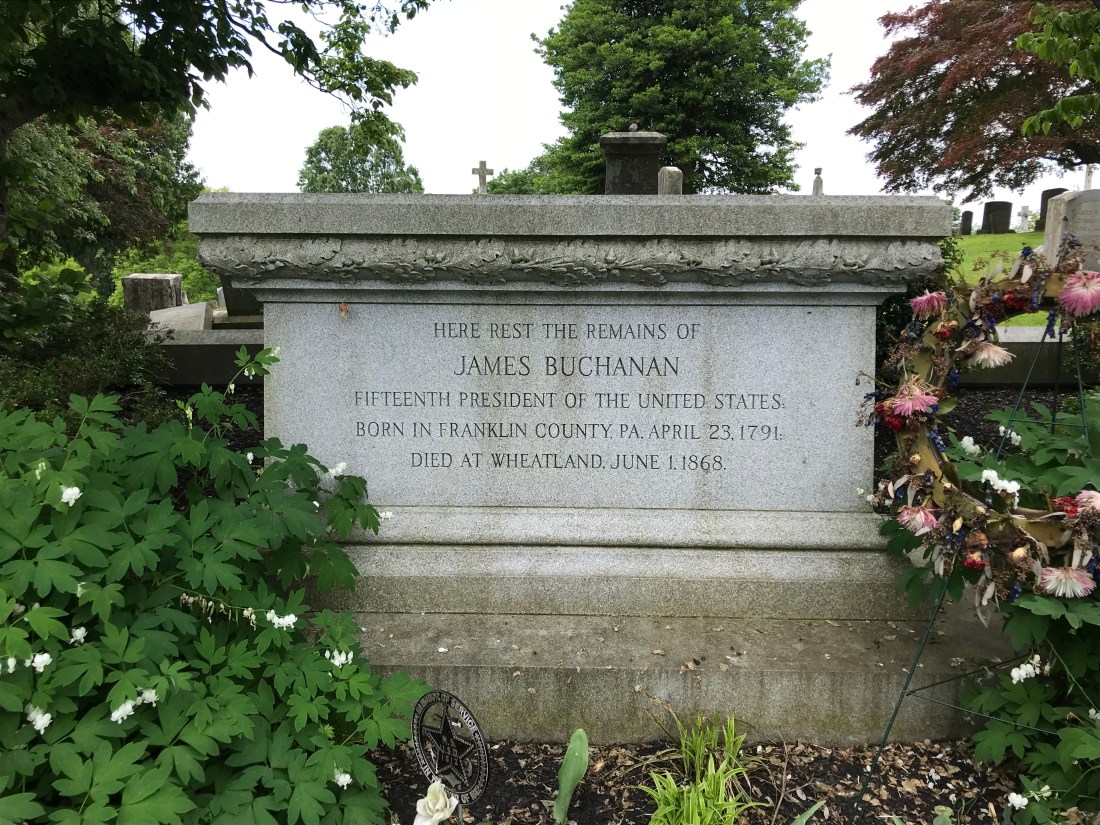 HERE REST THE REMAINS OF
JAMES BUCHANAN
FIFTEENTH PRESIDENT OF THE UNITED STATES:
BORN IN FRANKLIN COUNTY, PA. APRIL 23, 1791:
DIED AT WHEATLAND, JUNE 1, 1868.
SERVICE